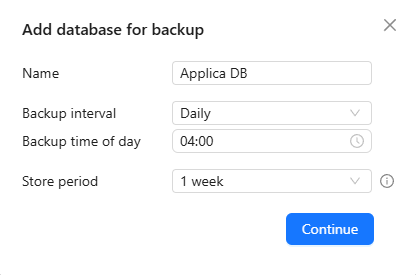 Add database for backup
Name Applica DB
Backup interval Daily
Backup time of day 04:00
Store period 1 week
Continue